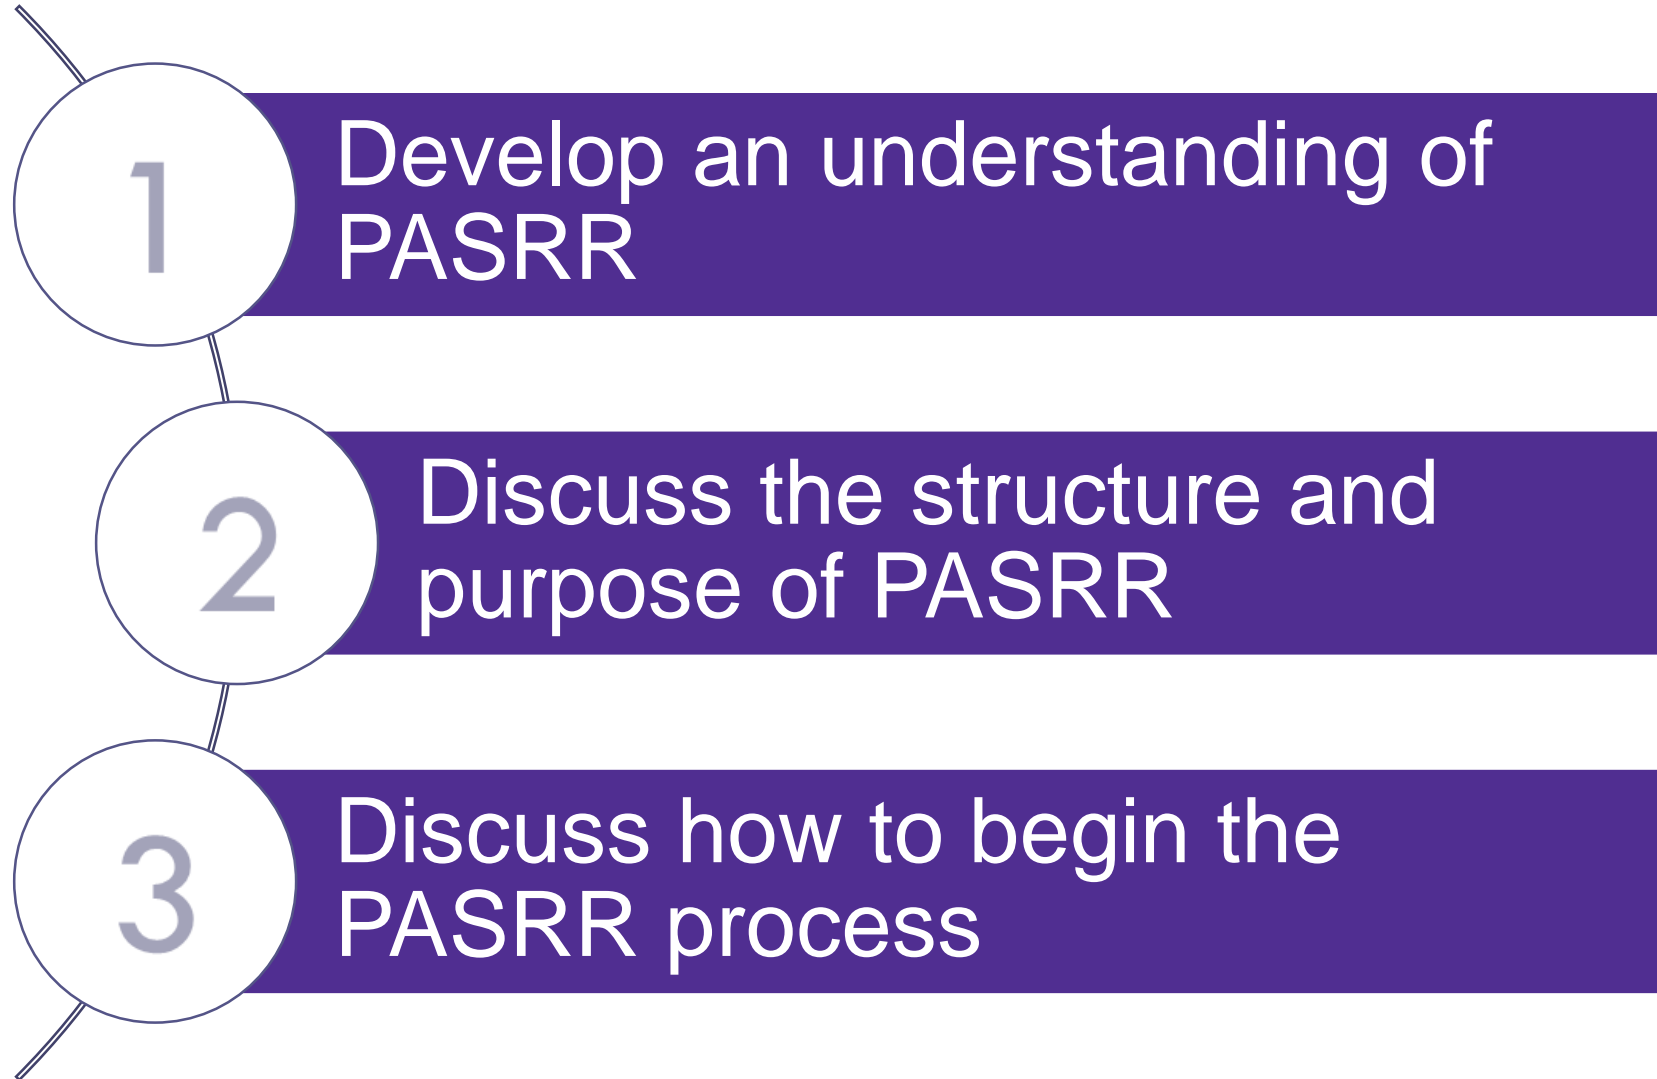 1
Develop an understanding of
PASRR
2
Discuss the structure and
purpose of PASRR
3
Discuss how to begin the
PASRR process